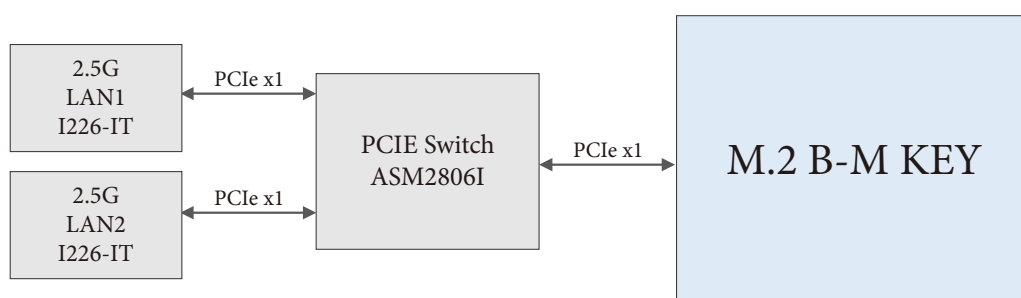 2.5G
LAN1
I226-IT
PCIe x1
2.5G
LAN2
I226-IT
PCIe x1
PCIE Switch
ASM2806I
PCIe x1
M.2 B-M KEY